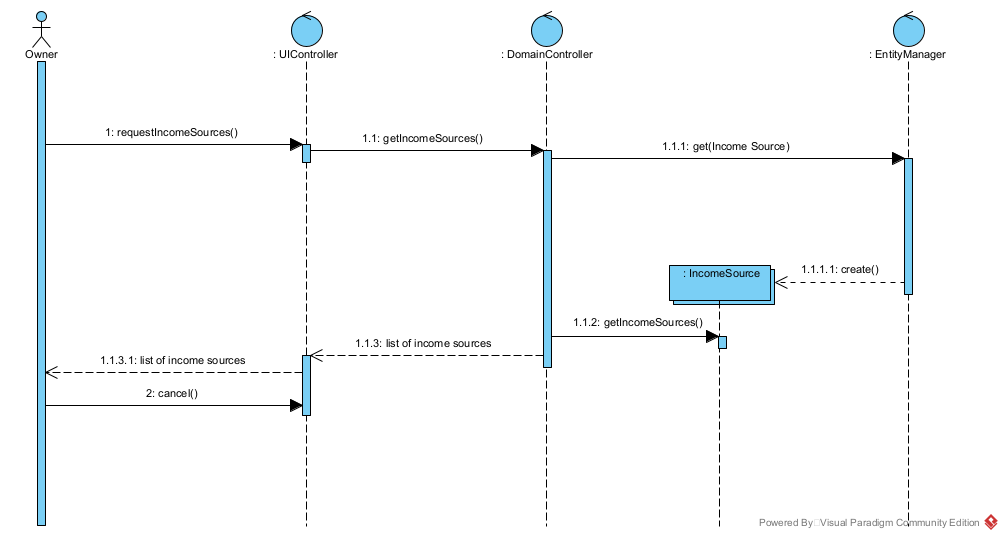 Owner
: UIController
: DomainController
: EntityManager
1: requestIncomeSources()
1.1: getIncomeSources()
1.1.1: get(Income Source)
: IncomeSource
1.1.1.1: create()
1.1.2: getIncomeSources()
1.1.3: list of income sources
1.1.3.1: list of income sources
2: cancel()
Powered By Visual Paradigm Community Edition